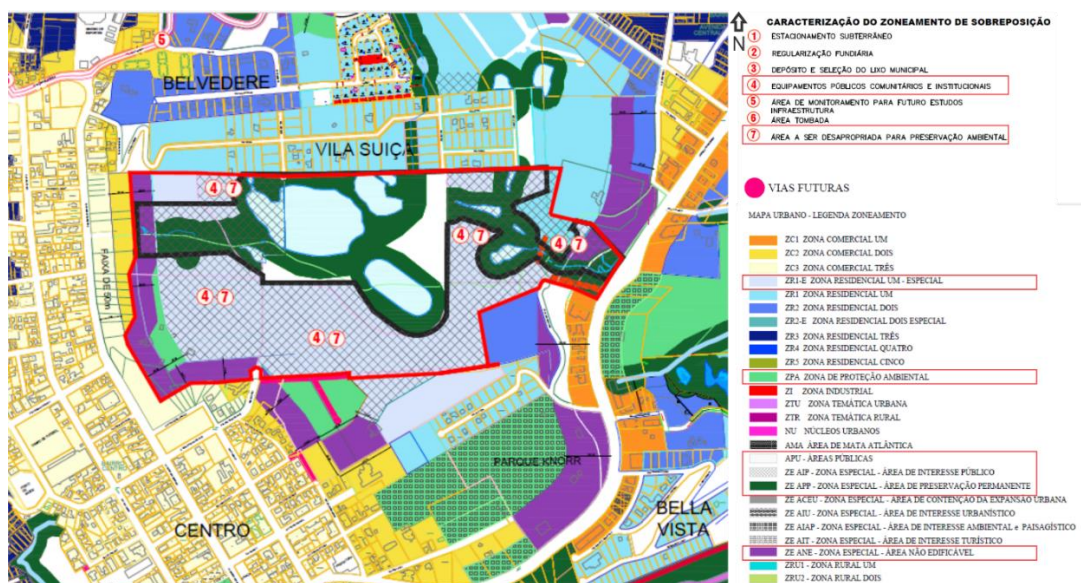 BELVEDERE
VILA SUIÇA
5
4 7
4 7
4 7
4 7
4 7
FAIXA DE 50m
PARQUE KNORR
CENTRO
BELLA
VISTA
N
CARACTERIZAÇÃO DO ZONEAMENTO DE SOBREPOSIÇÃO
1 ESTACIONAMENTO SUBTERRÂNEO
2 REGULARIZAÇÃO FUNDIÁRIA
3 DEPÓSITO E SELEÇÃO DO LIXO MUNICIPAL
4 EQUIPAMENTOS PÚBLICOS COMUNITÁRIOS E INSTITUCIONAIS
5 ÁREA DE MONITORAMENTO PARA FUTURO ESTUDOS
INFRAESTRUTURA
6 ÁREA TOMBADA
7 ÁREA A SER DESAPROPRIADA PARA PRESERVAÇÃO AMBIENTAL
VIAS FUTURAS
MAPA URBANO - LEGENDA ZONEAMENTO
ZC1 ZONA COMERCIAL UM
ZC2 ZONA COMERCIAL DOIS
ZC3 ZONA COMERCIAL TRÊS
ZR1-E ZONA RESIDENCIAL UM - ESPECIAL
ZR1 ZONA RESIDENCIAL UM
ZR2 ZONA RESIDENCIAL DOIS
ZR2-E ZONA RESIDENCIAL DOIS ESPECIAL
ZR3 ZONA RESIDENCIAL TRÊS
ZR4 ZONA RESIDENCIAL QUATRO
ZR5 ZONA RESIDENCIAL CINCO
ZPA ZONA DE PROTEÇÃO AMBIENTAL
ZI ZONA INDUSTRIAL
ZTU ZONA TEMÁTICA URBANA
ZTR ZONA TEMÁTICA RURAL
NU NÚCLEOS URBANOS
AMA ÁREA DE MATA ATLÂNTICA
APU - ÁREAS PÚBLICAS
ZE AIP - ZONA ESPECIAL - ÁREA DE INTERESSE PÚBLICO
ZE APP - ZONA ESPECIAL - ÁREA DE PRESERVAÇÃO PERMANENTE
ZE ACEU - ZONA ESPECIAL - ÁREA DE CONTENÇÃO DA EXPANSÃO URBANA
ZE AIU - ZONA ESPECIAL - ÁREA DE INTERESSE URBANÍSTICO
ZE AIAP - ZONA ESPECIAL - ÁREA DE INTERESSE AMBIENTAL e PAISAGÍSTICO
ZE AIT - ZONA ESPECIAL - ÁREA DE INTERESSE TURÍSTICO
ZE ANE - ZONA ESPECIAL - ÁREA NÃO EDIFICÁVEL
ZRU1 - ZONA RURAL UM
ZRU2 - ZONA RURAL DOIS